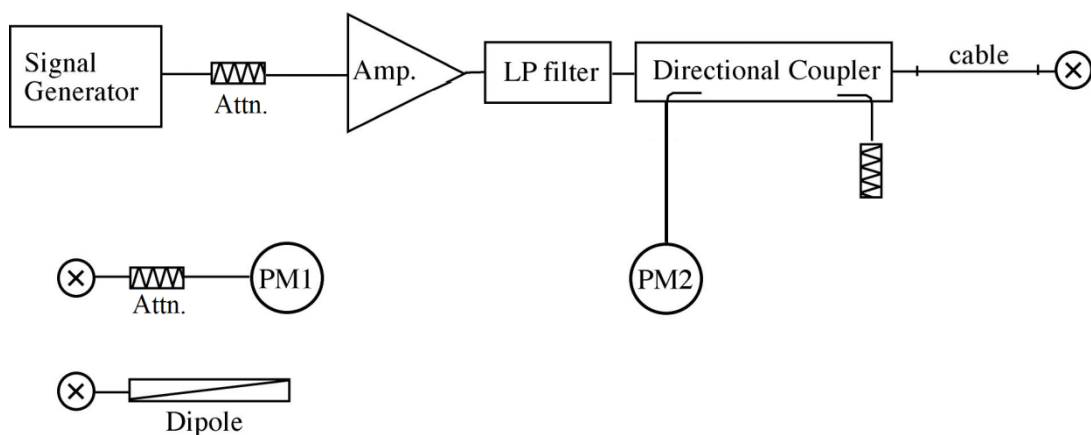 Signal
Generator
Attn.
Amp.
LP filter
Directional Coupler
cable
PM1
Attn.
PM2
Dipole